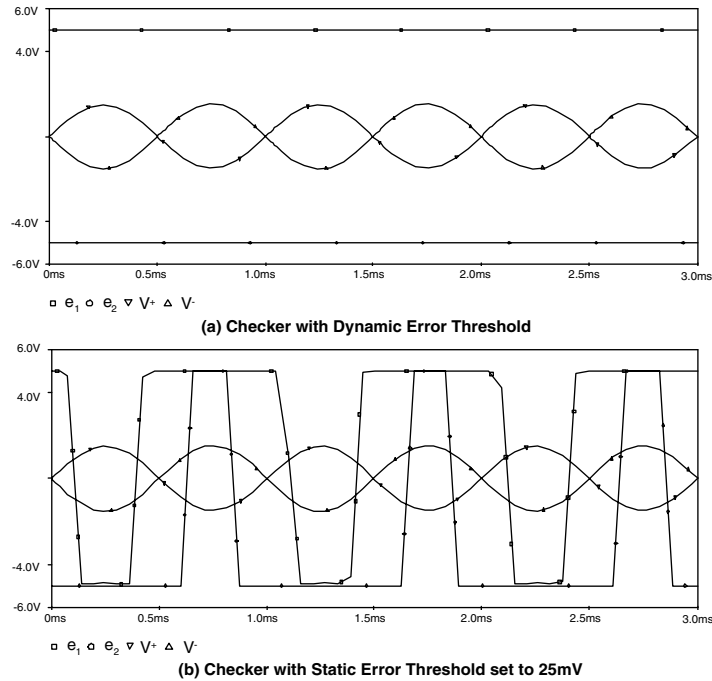 6.0V
4.0V
-4.0V
-6.0V
0ms 0.5ms 1.0ms 1.5ms 2.0ms 2.5ms 3.0ms
e1 e2 V+ V-
(a) Checker with Dynamic Error Threshold
6.0V
4.0V
-4.0V
-6.0V
0ms 0.5ms 1.0ms 1.5ms 2.0ms 2.5ms 3.0ms
e1 e2 V+ V-
(b) Checker with Static Error Threshold set to 25mV